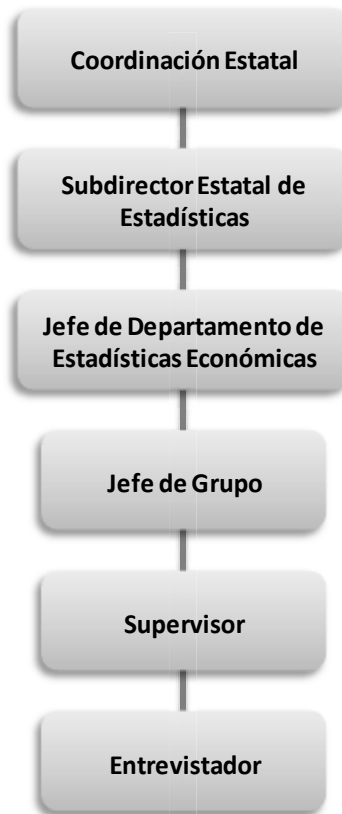 Coordinación Estatal
Subdirector Estatal de
Estadísticas
Jefe de Departamento de
Estadísticas Económicas
Jefe de Grupo
Supervisor
Entrevistador